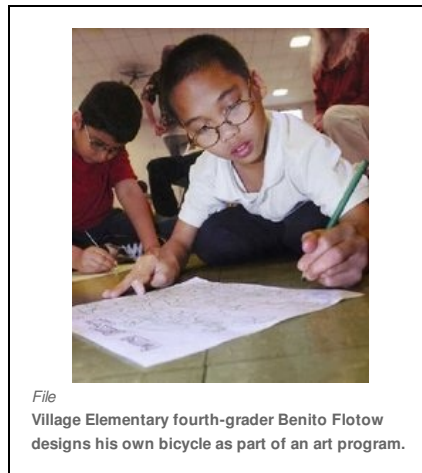 File
Village Elementary fourth-grader Benito Flotow
designs his own bicycle as part of an art program.